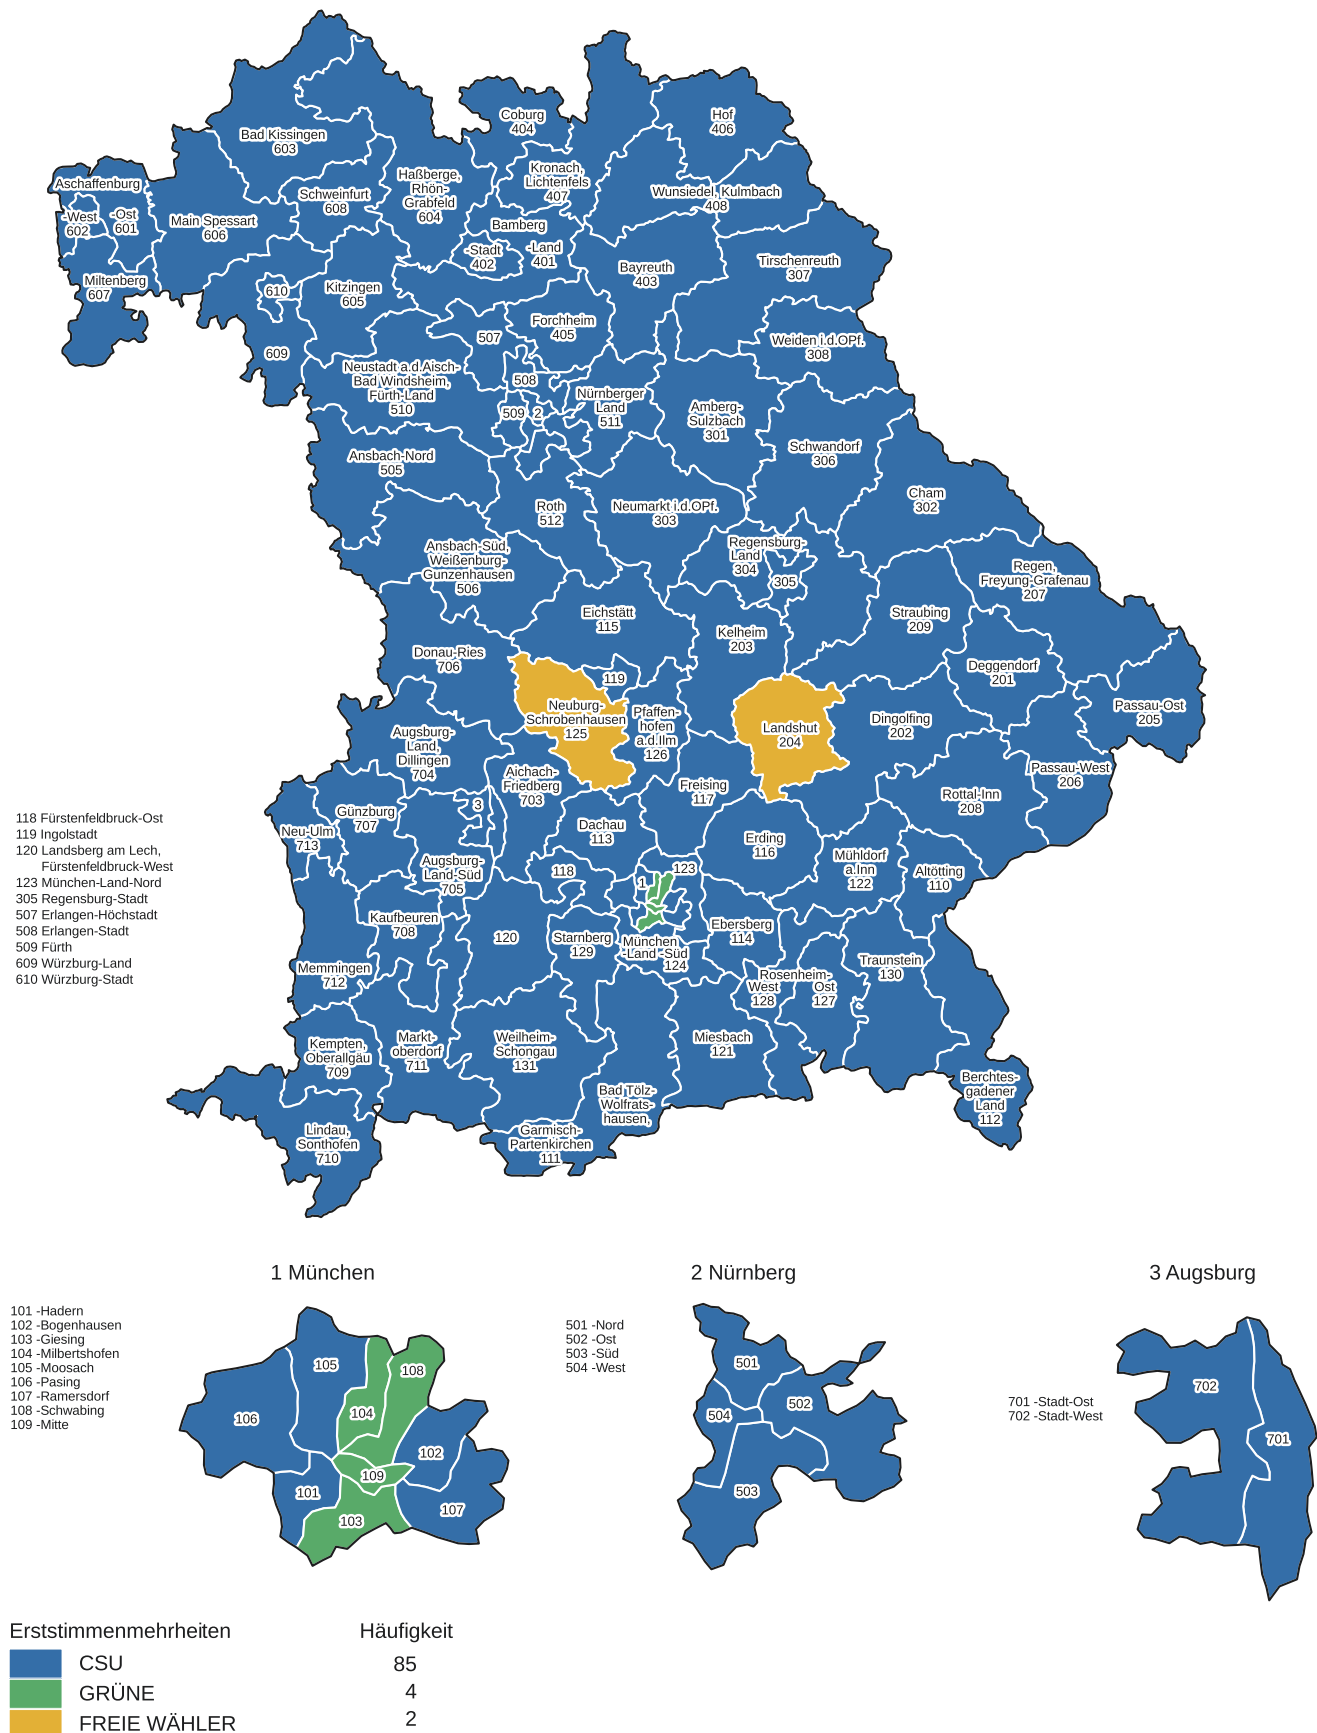 Coburg
404
Hof
406
Bad Kissingen
603
Kronach,
Lichtenfels
407
Haßberge,
Rhön-
Grabfeld
604
Aschaffenburg
-West
602
-Ost
601
Schweinfurt
608
Wunsiedel, Kulmbach
408
Main Spessart
606
Bamberg
-Stadt
402
-Land
401
Bayreuth
403
Tirschenreuth
307
Miltenberg
607
610
Kitzingen
605
Forchheim
405
507
Weiden i.d.OPf.
308
609
Neustadt a.d.Aisch-
Bad Windsheim,
Fürth-Land
510
508
509
2
Nürnberger
Land
511
Amberg-
Sulzbach
301
Schwandorf
306
Ansbach-Nord
505
Cham
302
Roth
512
Neumarkt i.d.OPf.
303
Regensburg-
Land
304
305
Ansbach-Süd,
Weißenburg-
Gunzenhausen
506
Regen,
Freyung-Grafenau
207
Eichstätt
115
Straubing
209
Kelheim
203
Donau-Ries
706
Deggendorf
201
119
Neuburg-
Schrobenhausen
125
Pfaffen-
hofen
a.d.Ilm
126
Landshut
204
Dingolfing
202
Passau-Ost
205
Augsburg-
Land,
Dillingen
704
Aichach-
Friedberg
703
Freising
117
Passau-West
206
Rottal-Inn
208
3
Günzburg
707
Neu-Ulm
713
Dachau
113
Erding
116
Mühldorf
a.Inn
122
Altötting
110
Augsburg-
Land-Süd
705
118
1
123
Kaufbeuren
708
120
Starnberg
129
München
-Land -Süd
124
Ebersberg
114
Memmingen
712
Rosenheim-
West
128
Ost
127
Traunstein
130
Kempten,
Oberallgäu
709
Markt-
oberdorf
711
Weilheim-
Schongau
131
Miesbach
121
Bad Tölz-
Wolfrats-
hausen,
Berchtes-
gadener
Land
112
Lindau,
Sonthofen
710
Garmisch-
Partenkirchen
111
118 Fürstenfeldbruck-Ost
119 Ingolstadt
120 Landsberg am Lech,
Fürstenfeldbruck-West
123 München-Land-Nord
305 Regensburg-Stadt
507 Erlangen-Höchstadt
508 Erlangen-Stadt
509 Fürth
609 Würzburg-Land
610 Würzburg-Stadt
1 München
101 -Hadern
102 -Bogenhausen
103 -Giesing
104 -Milbertshofen
105 -Moosach
106 -Pasing
107 -Ramersdorf
108 -Schwabing
109 -Mitte
105
108
106
104
102
109
101
107
103
2 Nürnberg
501 -Nord
502 -Ost
503 -Süd
504 -West
501
502
504
503
3 Augsburg
701 -Stadt-Ost
702 -Stadt-West
702
701
Erststimmenmehrheiten Häufigkeit
CSU 85
GRÜNE 4
FREIE WÄHLER 2